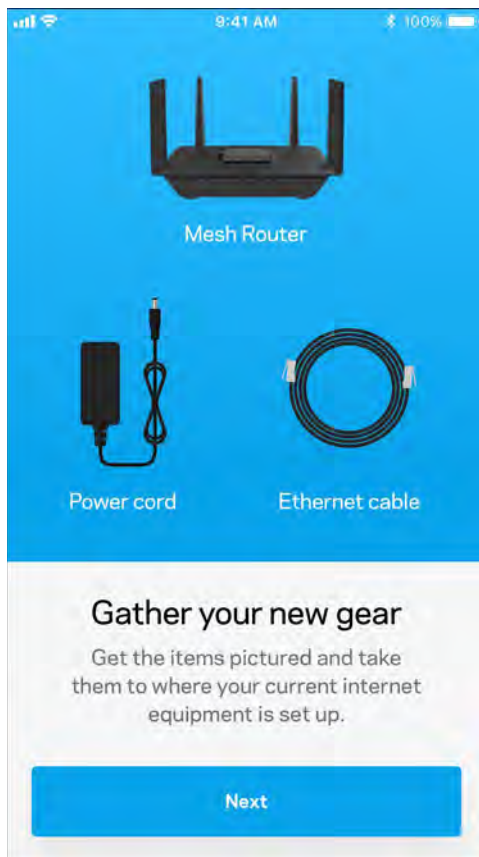 9:41 AM 100%
Mesh Router
Power cord Ethernet cable
Gather your new gear
Get the items pictured and take
them to where your current internet
equipment is set up.
Next